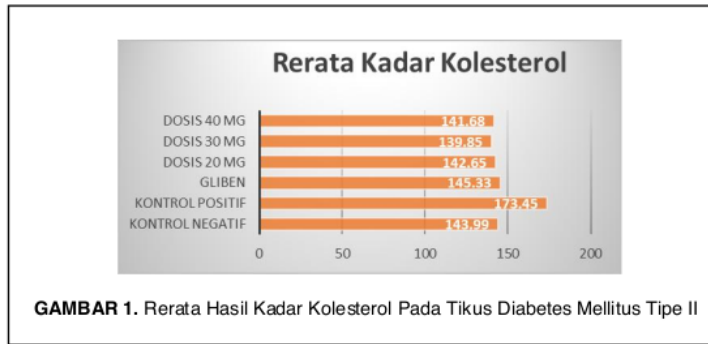 Rerata Kadar Kolesterol
DOSIS 40 MG 141.68
DOSIS 30 MG 139.85
DOSIS 20 MG 142.65
GLIBEN 145.33
KONTROL POSITIF 173.45
KONTROL NEGATIF 143.99
0 50 100 150 200
GAMBAR 1. Rerata Hasil Kadar Kolesterol Pada Tikus Diabetes Mellitus Tipe II